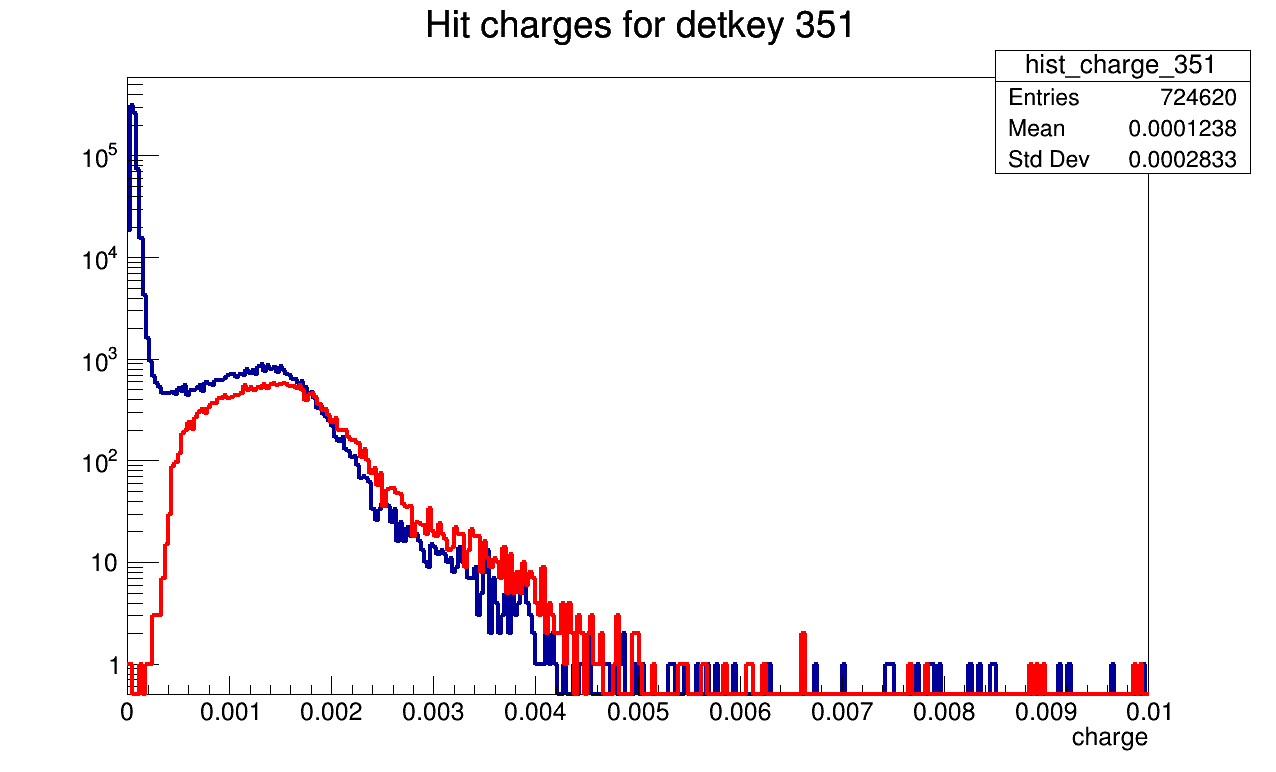 Hit charges for detkey 351
hist_charge_351
Entries 724620
Mean 0.0001238
Std Dev 0.0002833
10^5
10^4
10^3
10^2
10
1
0 0.001 0.002 0.003 0.004 0.005 0.006 0.007 0.008 0.009 0.01
charge